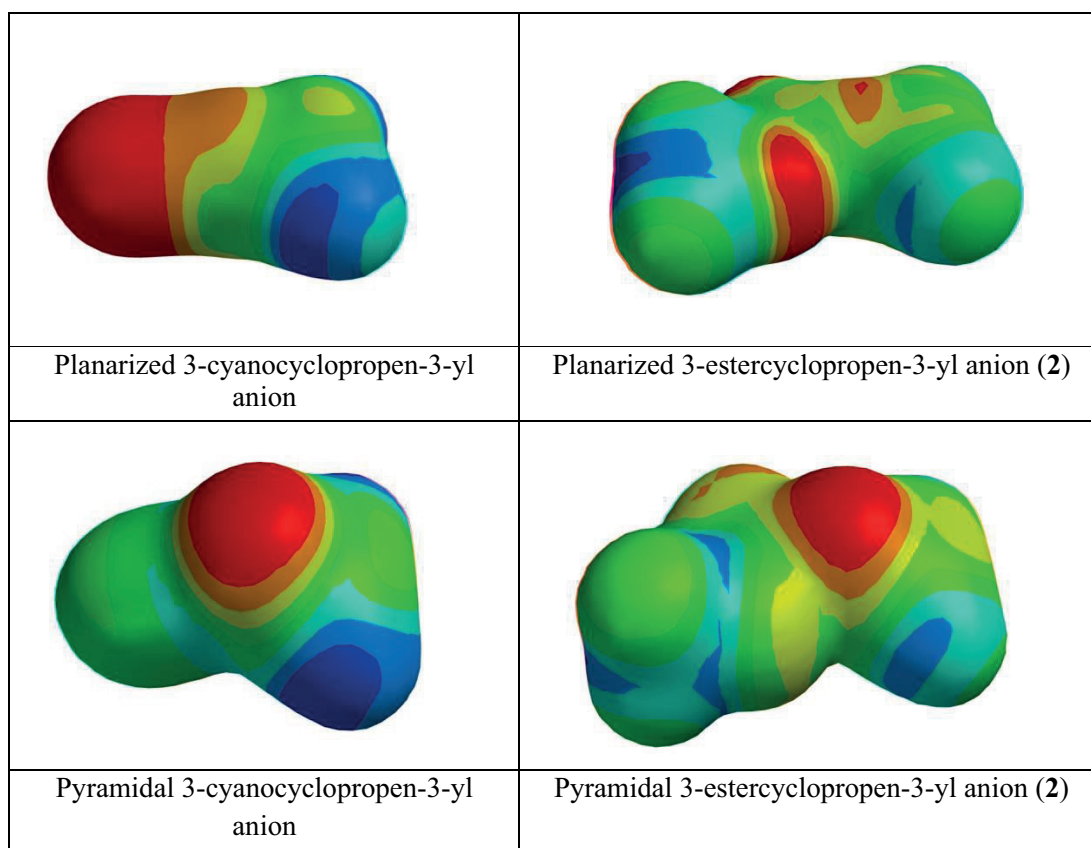 Planarized 3-cyanocyclopropen-3-yl
anion
Planarized 3-estercyclopropen-3-yl anion (2)
Pyramidal 3-cyanocyclopropen-3-yl
anion
Pyramidal 3-estercyclopropen-3-yl anion (2)